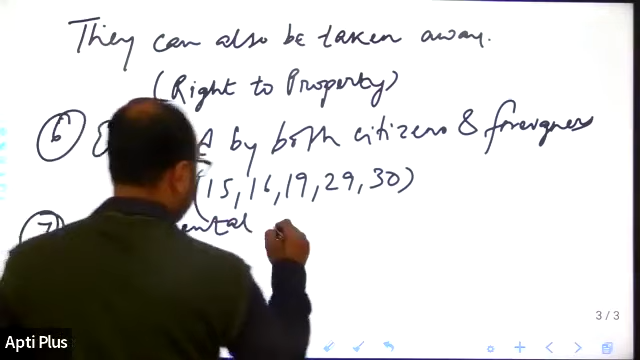 They can also be taken away.
(Right to Property)
6 by both citizens & foreigners
(15, 16, 19, 29, 30)
7
3 / 3
Apti Plus